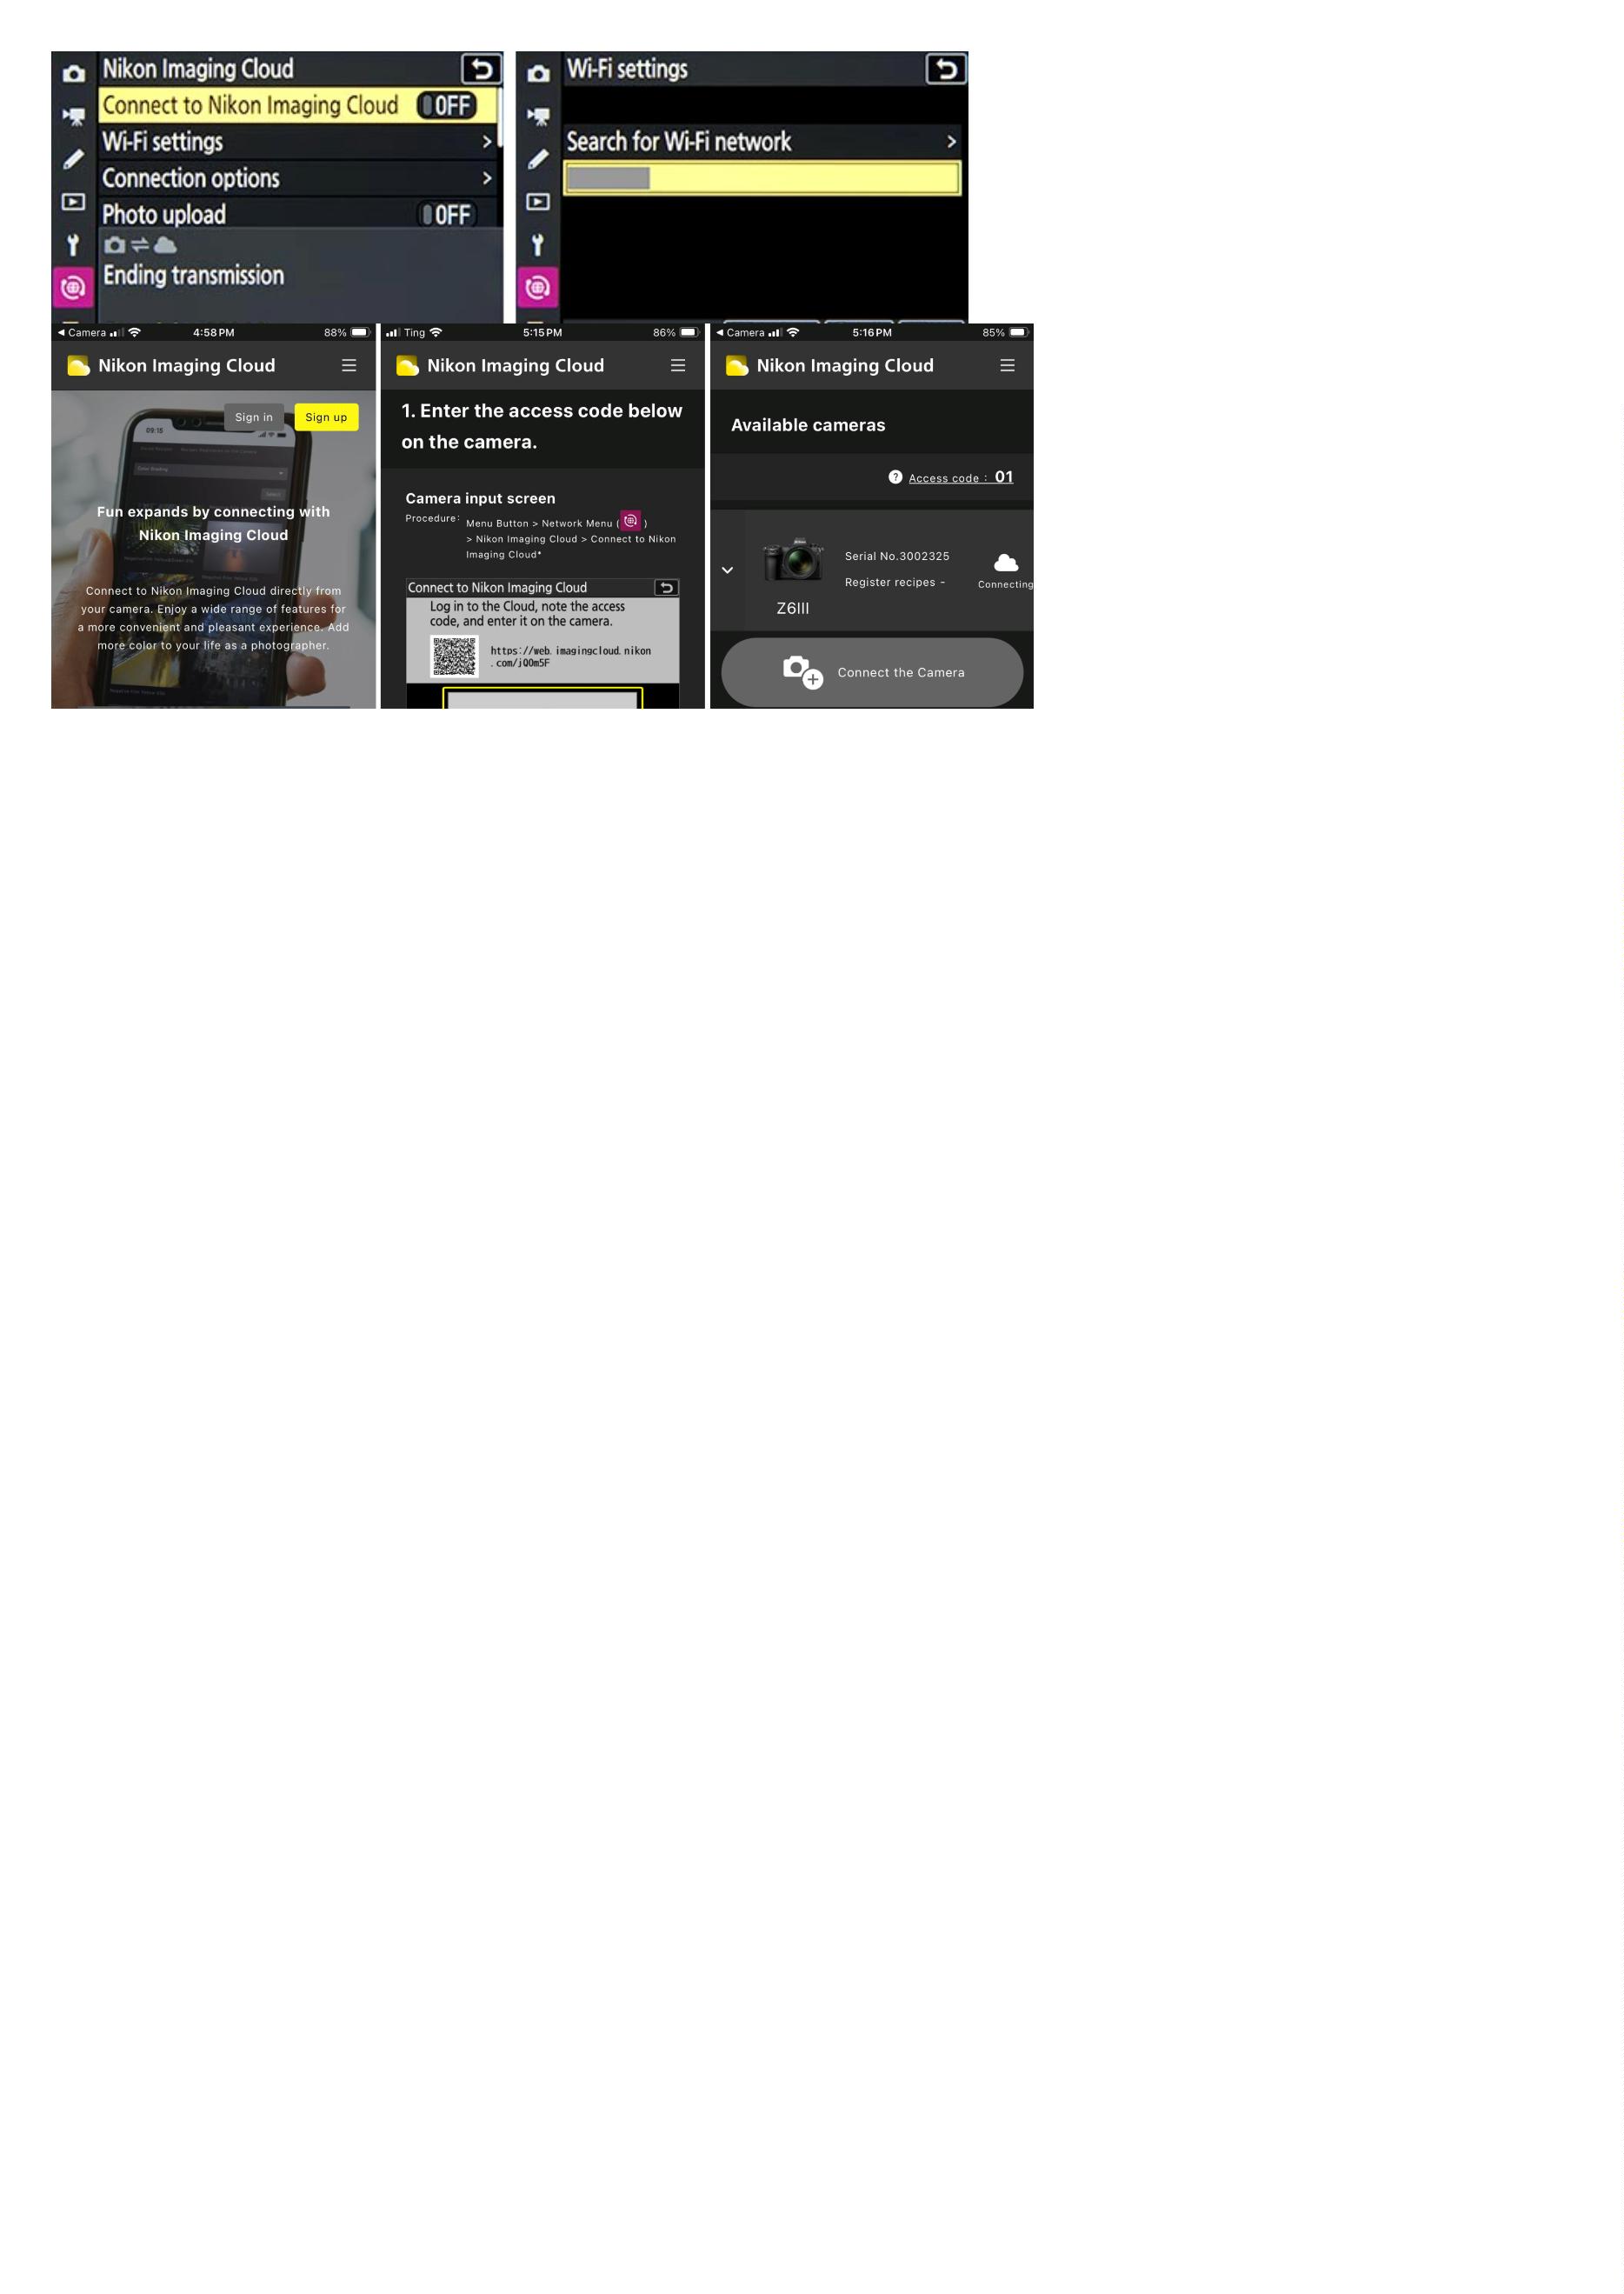 Nikon Imaging Cloud
Connect to Nikon Imaging Cloud OFF
Wi-Fi settings >
Connection options >
Photo upload OFF
Ending transmission
Wi-Fi settings
Search for Wi-Fi network >
Camera 4:58 PM 88%
Nikon Imaging Cloud
Sign in Sign up
09:15
Fun expands by connecting with
Nikon Imaging Cloud
Connect to Nikon Imaging Cloud directly from
your camera. Enjoy a wide range of features for
a more convenient and pleasant experience. Add
more color to your life as a photographer.
Ting 5:15 PM 86%
Nikon Imaging Cloud
1. Enter the access code below
on the camera.
Camera input screen
Procedure: Menu Button > Network Menu ( )
> Nikon Imaging Cloud > Connect to Nikon
Imaging Cloud*
Connect to Nikon Imaging Cloud
Log in to the Cloud, note the access
code, and enter it on the camera.
https://web.imagingcloud.nikon
.com/jQ0m5F
Camera 5:16 PM 85%
Nikon Imaging Cloud
Available cameras
? Access code : 01
Serial No.3002325
Register recipes -
Connecting
Z6III
Connect the Camera